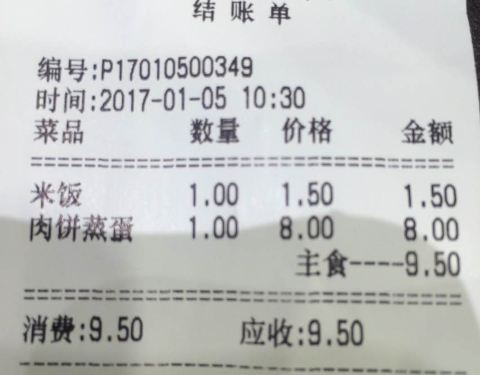 结账单
编号:P17010500349
时间:2017-01-05 10:30
菜品 数量 价格 金额
米饭 1.00 1.50 1.50
肉饼蒸蛋 1.00 8.00 8.00
主食----9.50
消费:9.50 应收:9.50